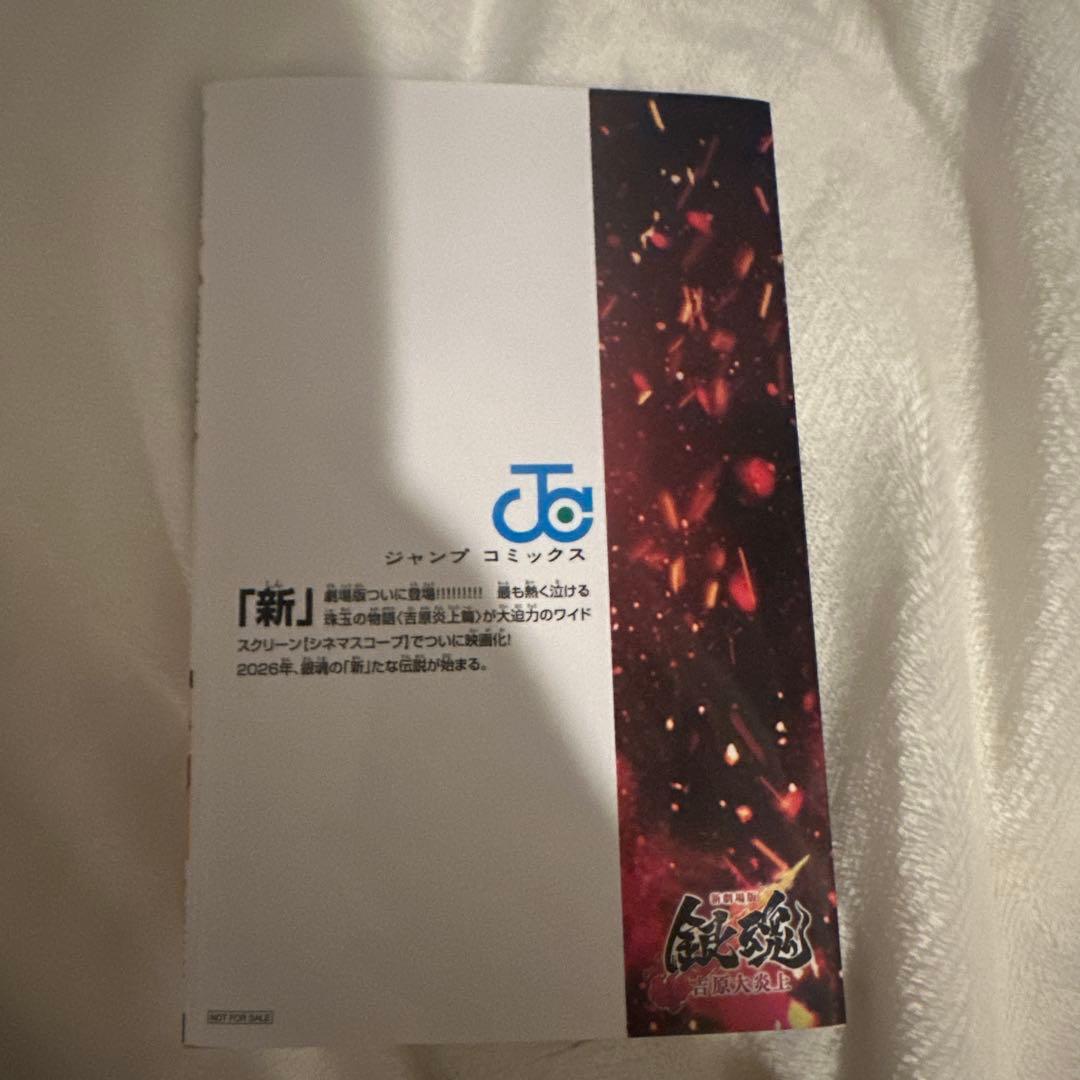 JC
ジャンプ コミックス
「新」劇場版ついに登場!!!!!!!!! 最も熱く泣ける
珠玉の物語〈吉原炎上篇〉が大迫力のワイド
スクリーン【シネマスコープ】でついに映画化!
2026年、銀魂の「新」たな伝説が始まる。
新劇場版
銀魂
吉原大炎上
NOT FOR SALE